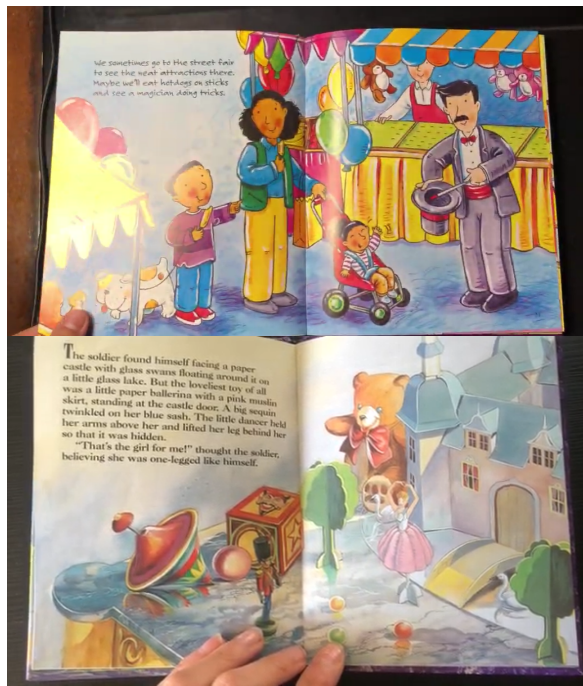 We sometimes go to the street fair
to see the neat attractions there.
Maybe we'll eat hotdogs on sticks
and see a magician doing tricks.
The soldier found himself facing a paper
castle with glass swans floating around it on
a little glass lake. But the loveliest toy of all
was a little paper ballerina with a pink muslin
skirt, standing at the castle door. A big sequin
twinkled on her blue sash. The little dancer held
her arms above her and lifted her leg behind her
so that it was hidden.
"That's the girl for me!" thought the soldier,
believing she was one-legged like himself.